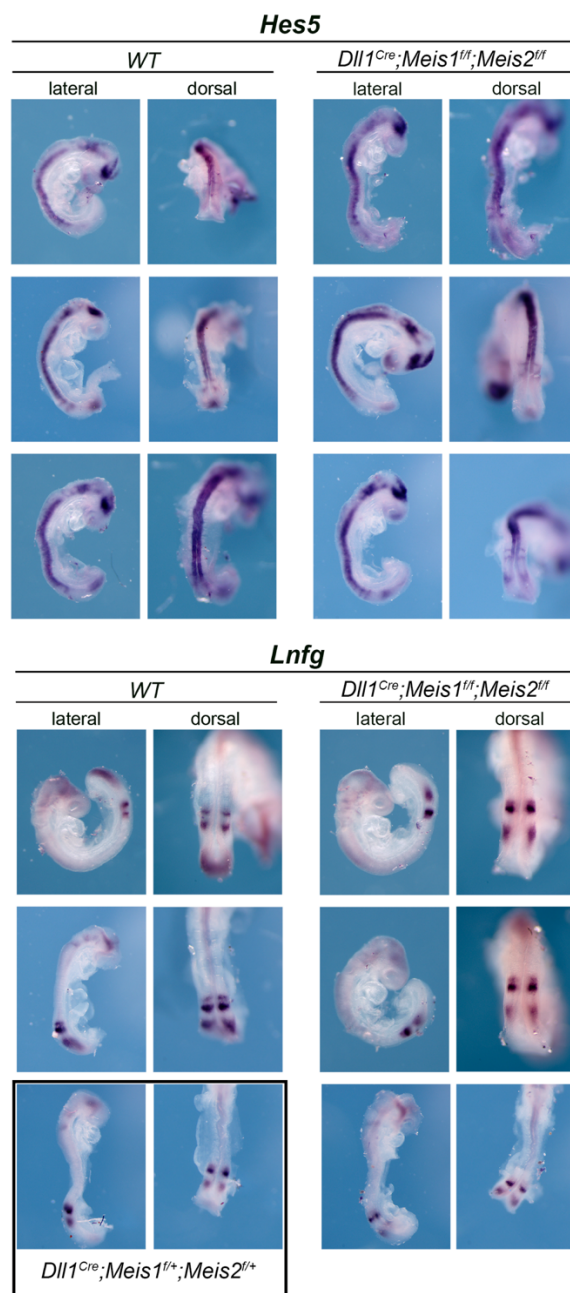 Hes5
WT
Dll1Cre;Meis1f/f;Meis2f/f
lateral
dorsal
lateral
dorsal
Lnfg
WT
Dll1Cre;Meis1f/f;Meis2f/f
lateral
dorsal
lateral
dorsal
Dll1Cre;Meis1f/+;Meis2f/+